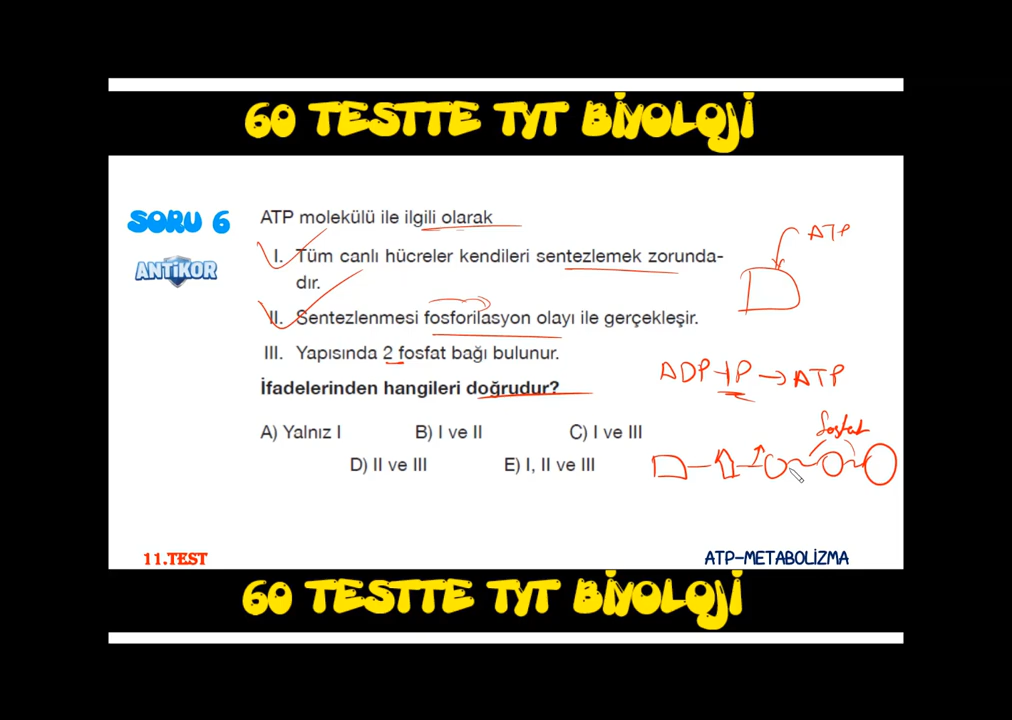 60 TESTTE TYT BİYOLOJİ
SORU 6
ANTİKOR
ATP molekülü ile ilgili olarak
I. Tüm canlı hücreler kendileri sentezlemek zorunda-
dır.
II. Sentezlenmesi fosforilasyon olayı ile gerçekleşir.
III. Yapısında 2 fosfat bağı bulunur.
İfadelerinden hangileri doğrudur?
A) Yalnız I B) I ve II C) I ve III
D) II ve III E) I, II ve III
ATP
ADP + P → ATP
fosfat
11.TEST
ATP-METABOLİZMA
60 TESTTE TYT BİYOLOJİ